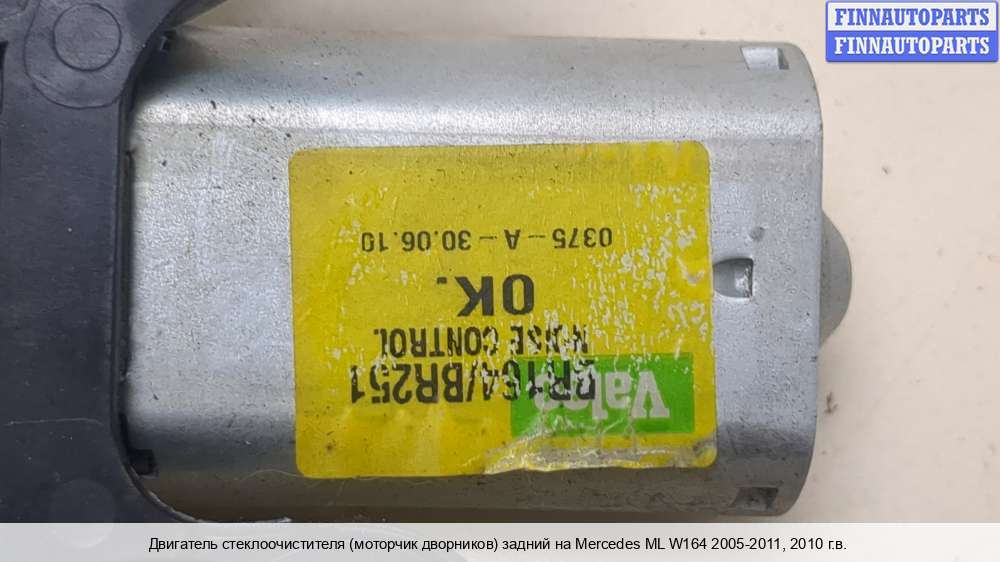 FINNAUTOPARTS
FINNAUTOPARTS
Valeo
BR164/BR251
NOISE CONTROL
OK.
0375-A-30.06.10
Двигатель стеклоочистителя (моторчик дворников) задний на Mercedes ML W164 2005-2011, 2010 г.в.